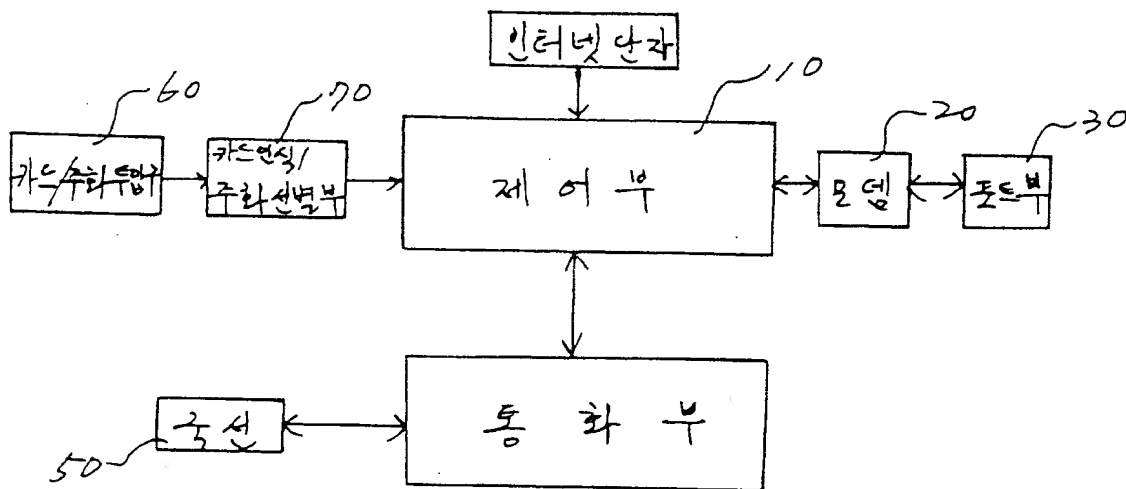 인터넷단자
10
60
70
20
30
카드/주화투입구
카드인식/
주화선별부
제어부
모뎀
포트부
통화부
국선
50